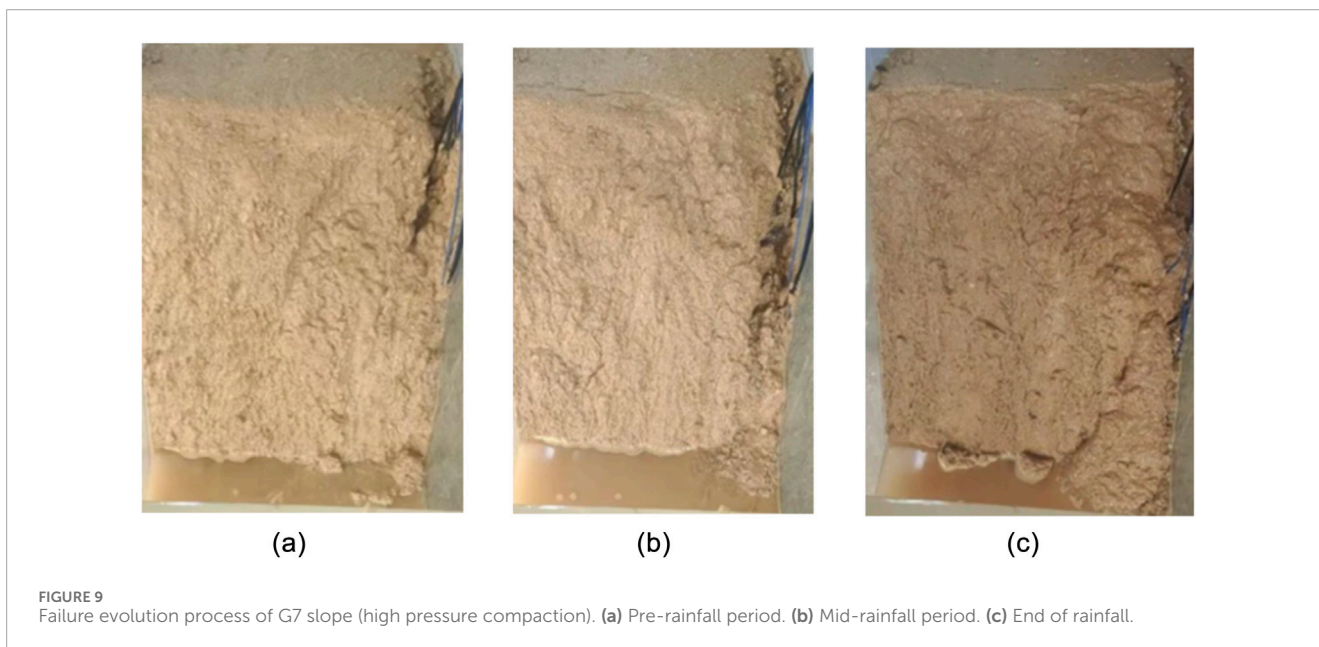 (a)
(b)
(c)
FIGURE 9
Failure evolution process of G7 slope (high pressure compaction). (a) Pre-rainfall period. (b) Mid-rainfall period. (c) End of rainfall.